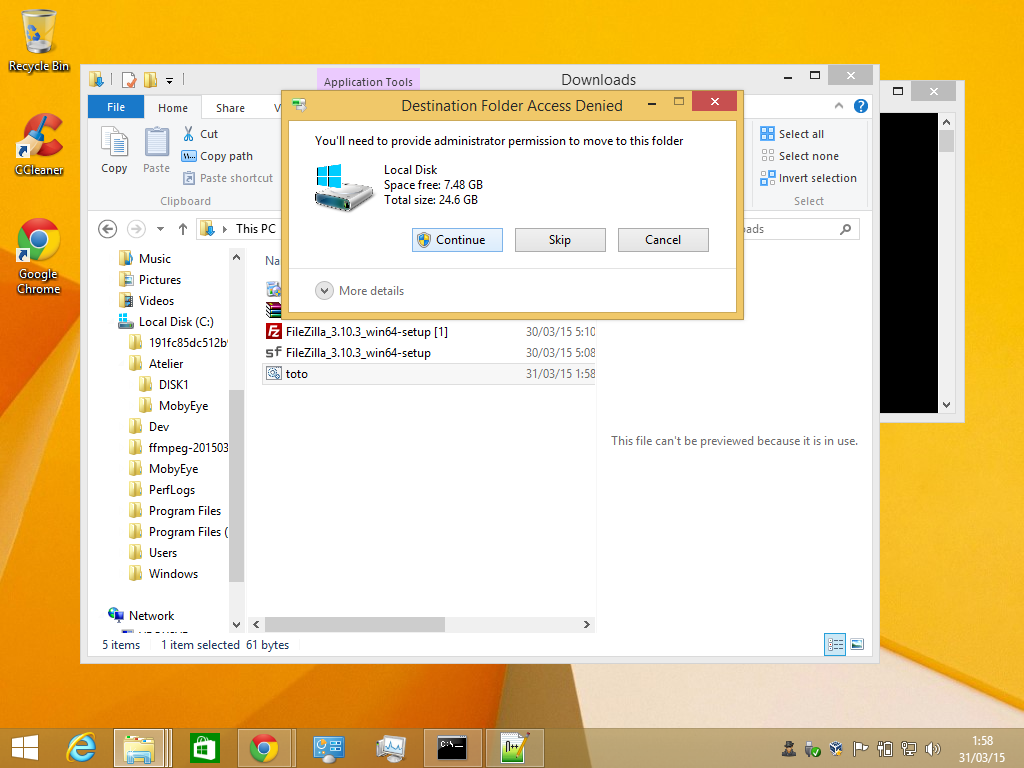 Recycle Bin
CCleaner
Google
Chrome
Application Tools
Downloads
File
Home
Share
V
Copy
Paste
Cut
Copy path
Paste shortcut
Clipboard
Select all
Select none
Invert selection
Select
This PC
oads
Destination Folder Access Denied
You'll need to provide administrator permission to move to this folder
Local Disk
Space free: 7.48 GB
Total size: 24.6 GB
Continue
Skip
Cancel
More details
Music
Pictures
Videos
Local Disk (C:)
191fc85dc512b
Atelier
DISK1
MobyEye
Dev
ffmpeg-201503
MobyEye
PerfLogs
Program Files
Program Files (
Users
Windows
Network
Na
FileZilla_3.10.3_win64-setup [1] 30/03/15 5:10
FileZilla_3.10.3_win64-setup 30/03/15 5:08
toto 31/03/15 1:58
This file can't be previewed because it is in use.
5 items 1 item selected 61 bytes
1:58
31/03/15